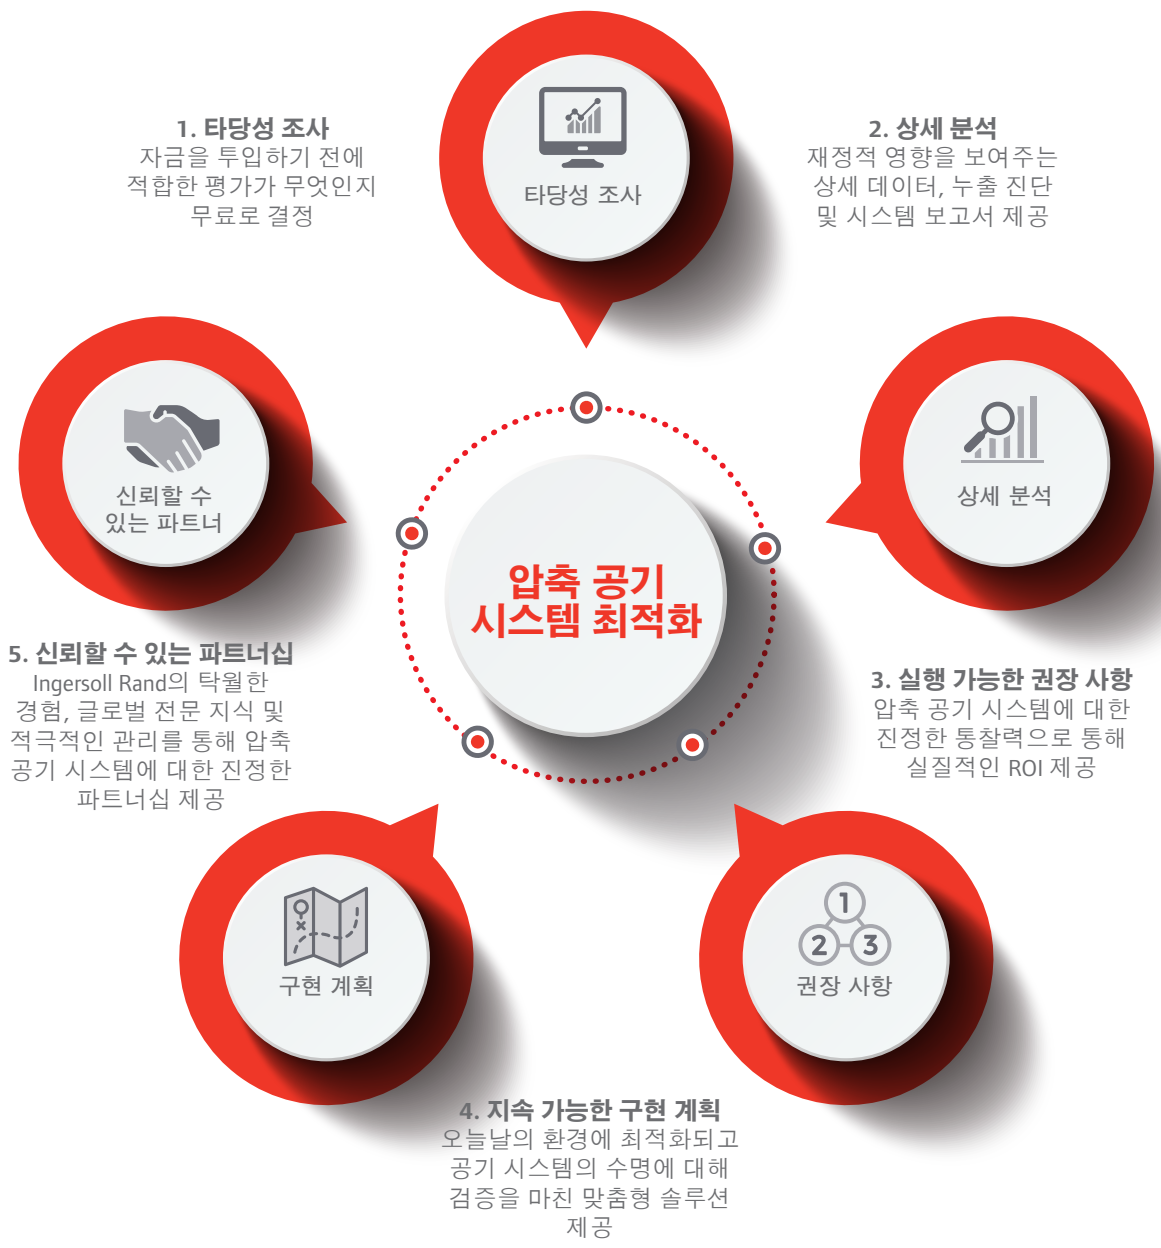 1. 타당성 조사
자금을 투입하기 전에
적합한 평가가 무엇인지
무료로 결정
타당성 조사
2. 상세 분석
재정적 영향을 보여주는
상세 데이터, 누출 진단
및 시스템 보고서 제공
신뢰할 수
있는 파트너
상세 분석
압축 공기
시스템 최적화
5. 신뢰할 수 있는 파트너십
Ingersoll Rand의 탁월한
경험, 글로벌 전문 지식 및
적극적인 관리를 통해 압축
공기 시스템에 대한 진정한
파트너십 제공
3. 실행 가능한 권장 사항
압축 공기 시스템에 대한
진정한 통찰력으로 통해
실질적인 ROI 제공
구현 계획
1
2 3
권장 사항
4. 지속 가능한 구현 계획
오늘날의 환경에 최적화되고
공기 시스템의 수명에 대해
검증을 마친 맞춤형 솔루션
제공